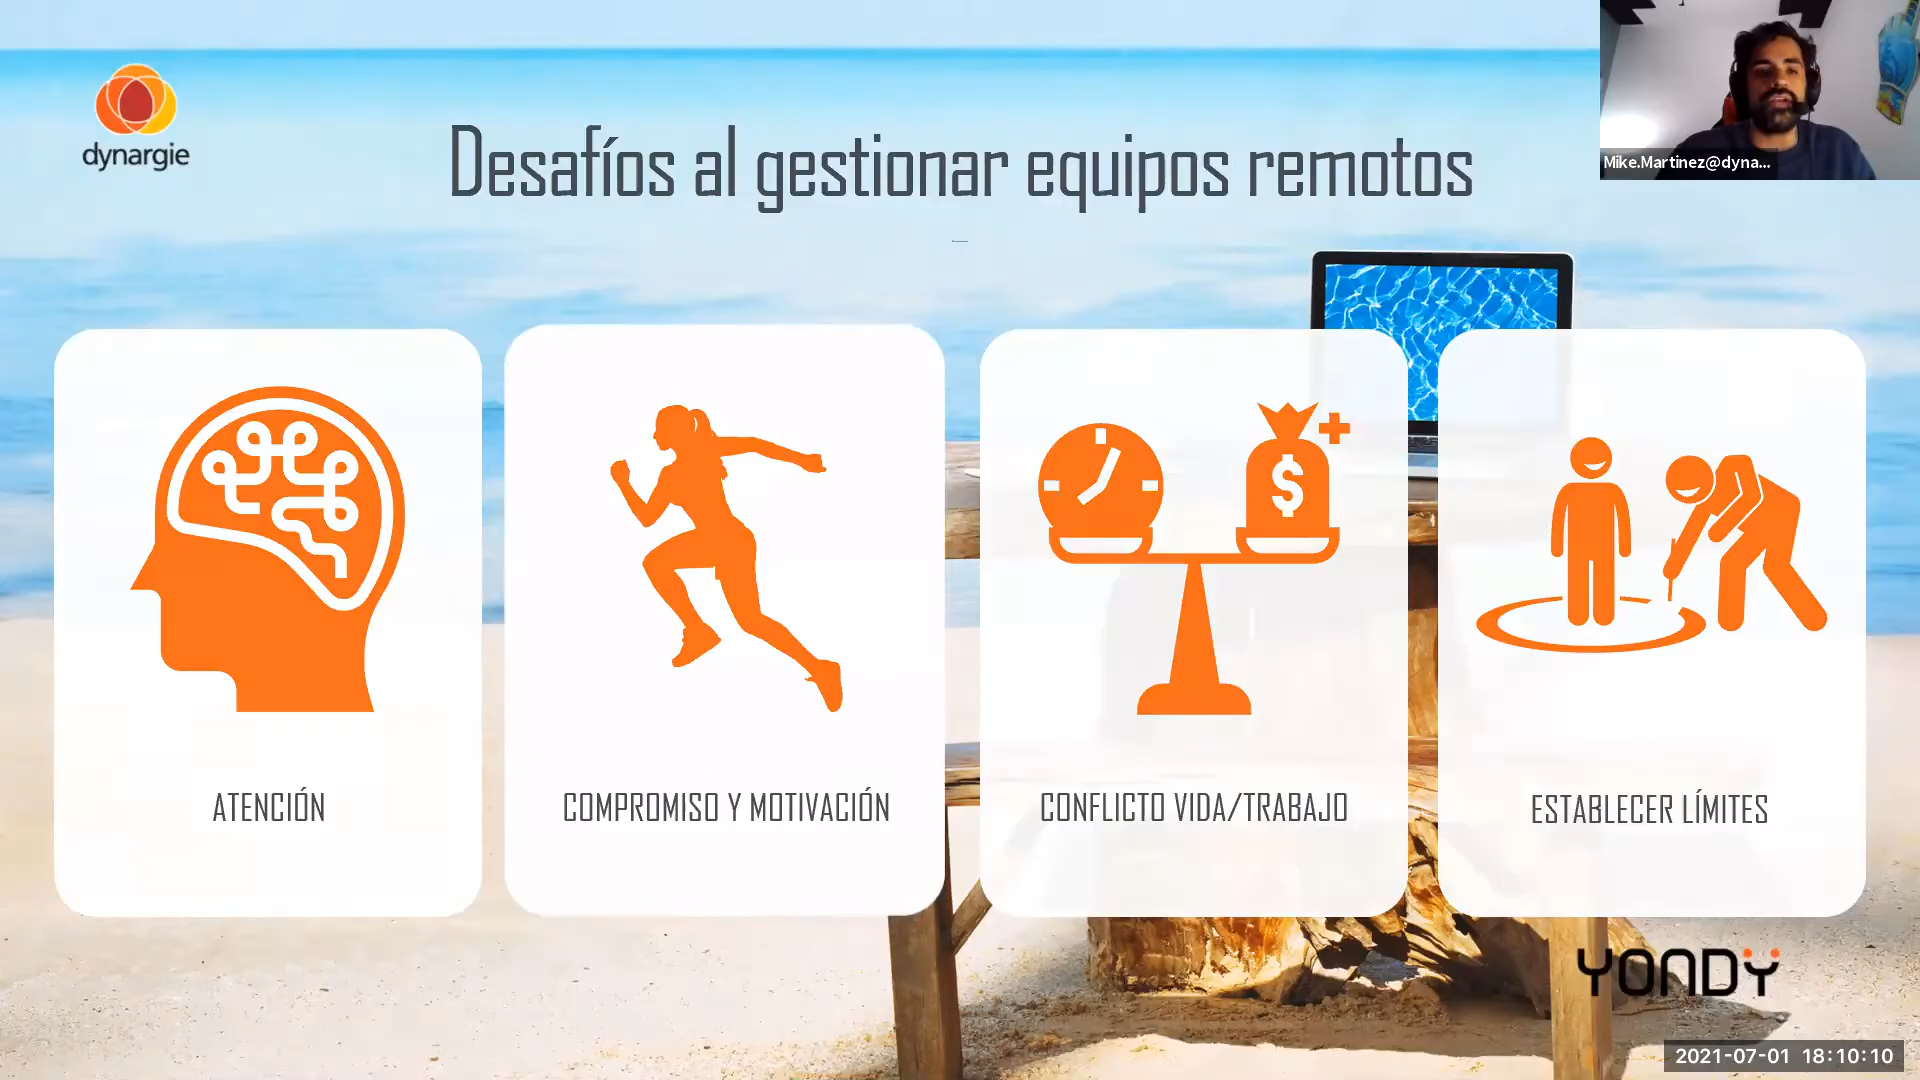 dynargie
Desafíos al gestionar equipos remotos
Mike.Martinez@dyna...
$
ATENCIÓN
COMPROMISO Y MOTIVACIÓN
CONFLICTO VIDA/TRABAJO
ESTABLECER LÍMITES
YONDY
2021-07-01 18:10:10